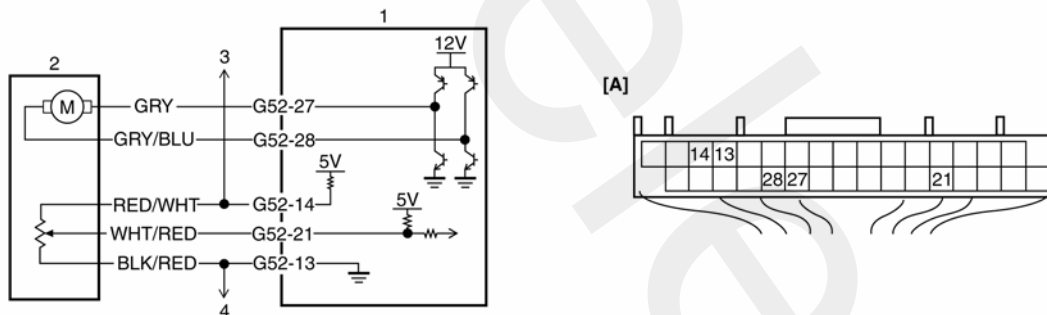 1
12V
2
3
M
GRY
G52-27
GRY/BLU
G52-28
5V
RED/WHT
G52-14
5V
WHT/RED
G52-21
BLK/RED
G52-13
4
[A]
14 13
28 27 21